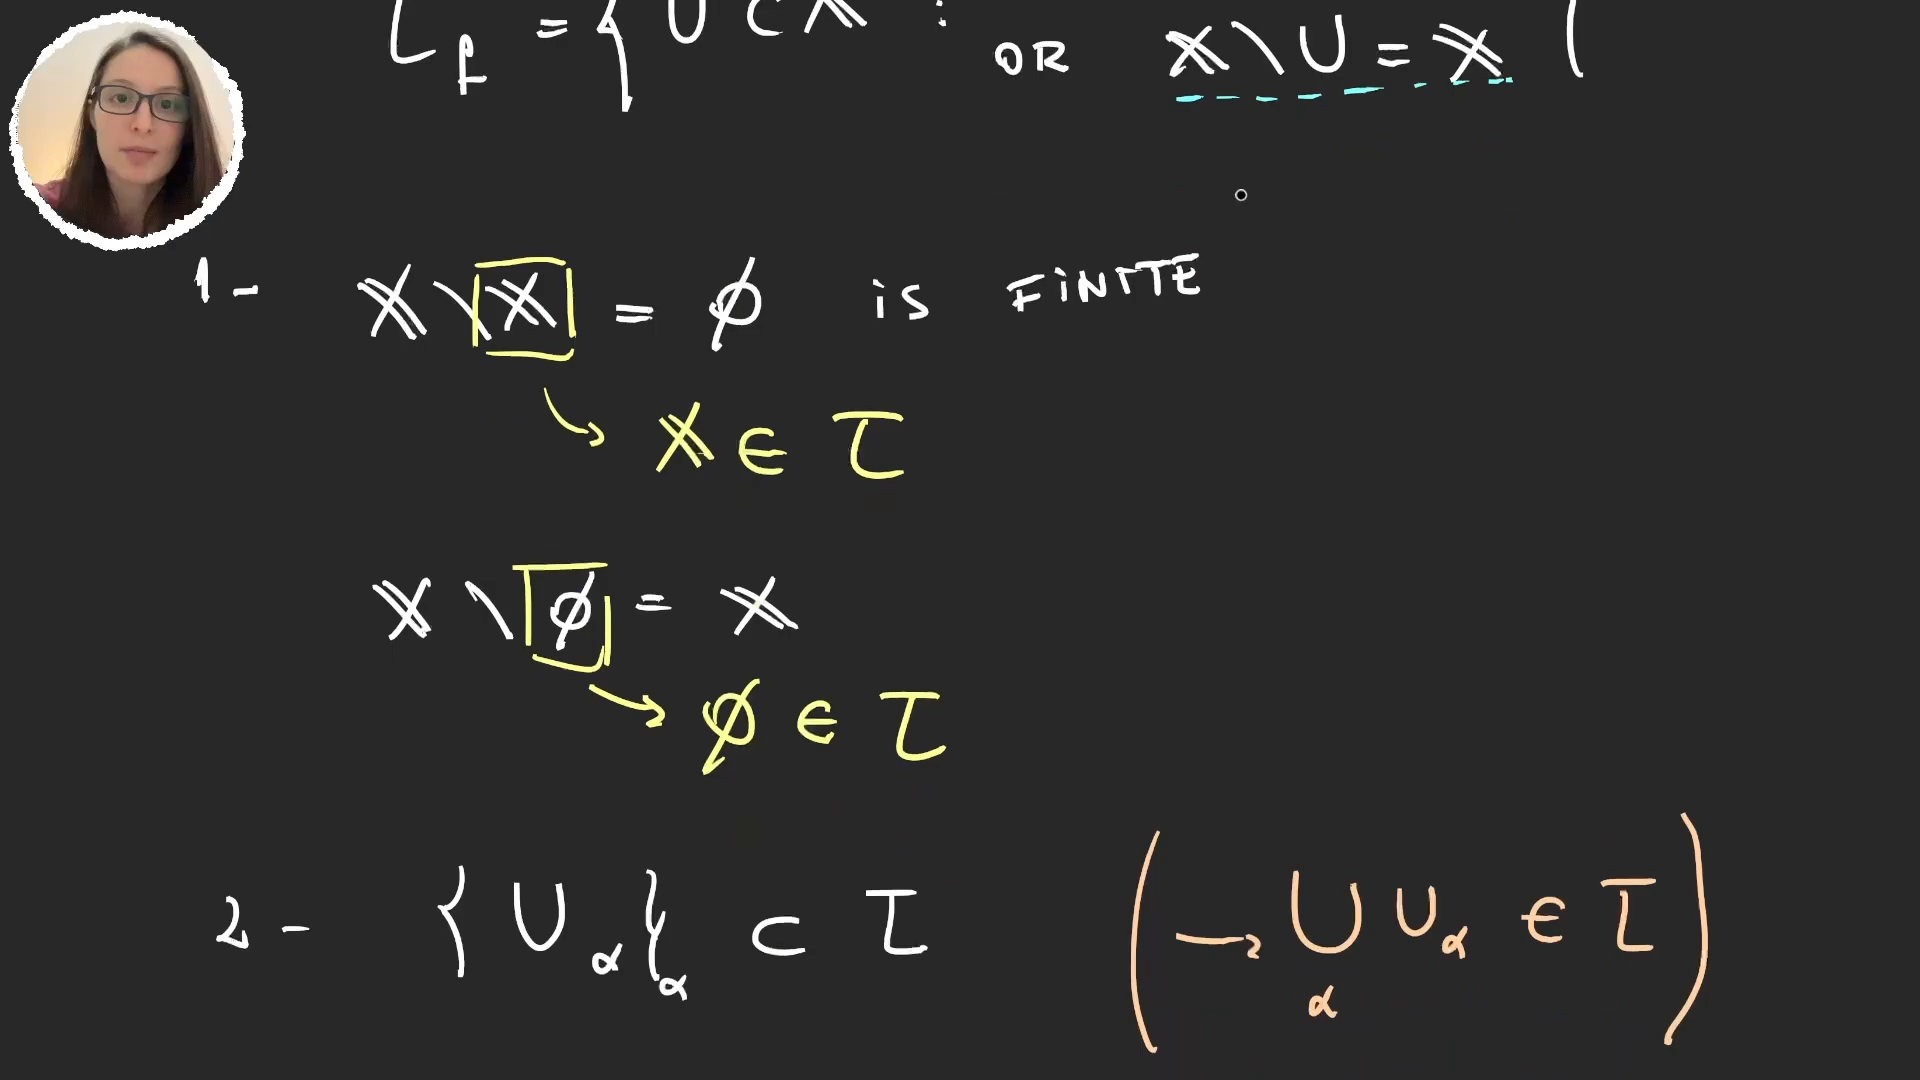 τ_f = { U ⊂ X : OR X \ U = X
1- X \ X = ∅ is FINITE
X ∈ τ
X \ ∅ = X
∅ ∈ τ
2- {U_α}_α ⊂ τ ( → ⋃_α U_α ∈ τ )